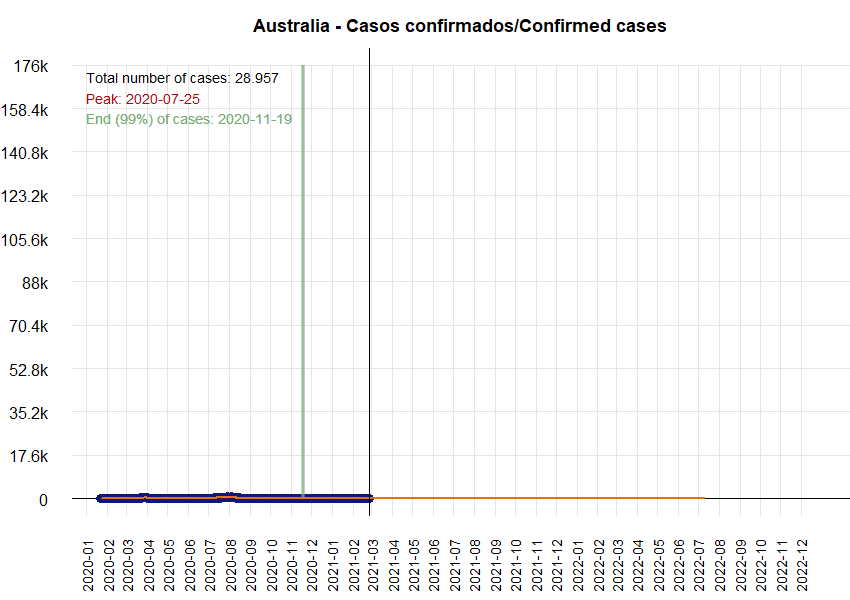 Australia - Casos confirmados/Confirmed cases
176k
Total number of cases: 28.957
Peak: 2020-07-25
158.4k
End (99%) of cases: 2020-11-19
140.8k
123.2k
105.6k
88k
70.4k
52.8k
35.2k
17.6k
0
2020-01
2020-02
2020-03
2020-04
2020-05
2020-06
2020-07
2020-08
2020-09
2020-10
2020-11
2020-12
2021-01
2021-02
2021-03
2021-04
2021-05
2021-06
2021-07
2021-08
2021-09
2021-10
2021-11
2021-12
2022-01
2022-02
2022-03
2022-04
2022-05
2022-06
2022-07
2022-08
2022-09
2022-10
2022-11
2022-12